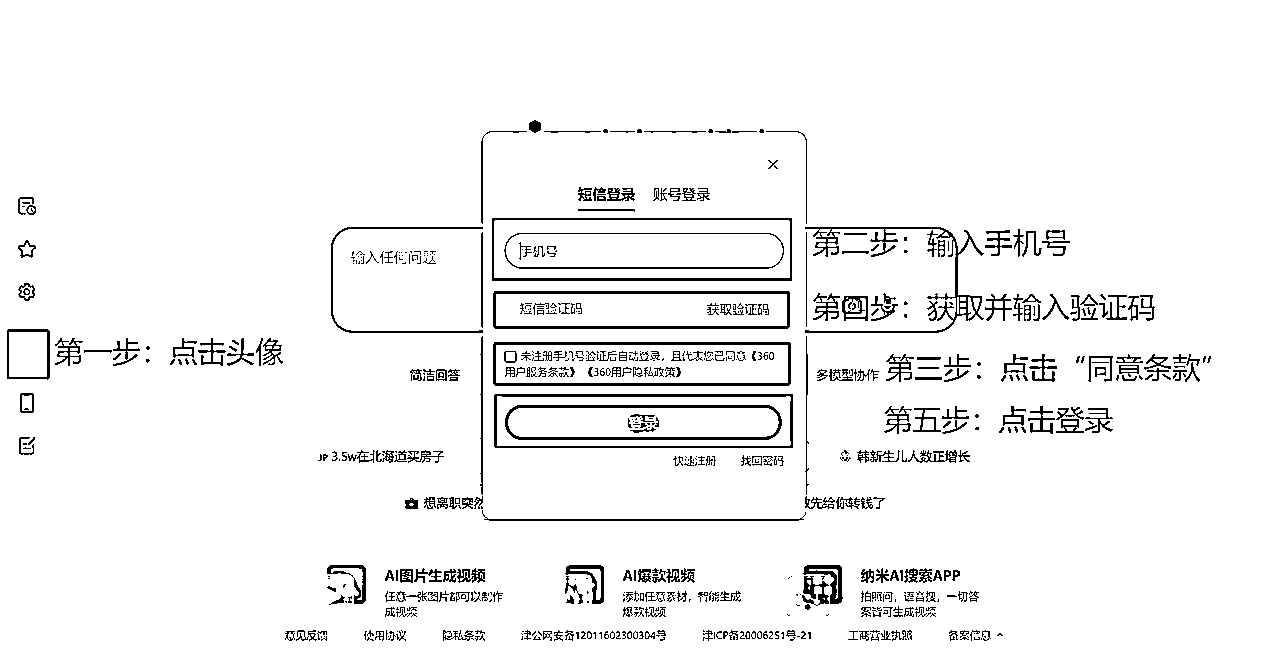 ×
短信登录 账号登录
手机号
第二步：输入手机号
输入任何问题
短信验证码 获取验证码
第四步：获取并输入验证码
第一步：点击头像
未注册手机号验证后自动登录，且代表您已同意《360
用户服务条款》《360用户隐私政策》
简洁回答
多模型协作
第三步：点击“同意条款”
登录
第五步：点击登录
快速注册 找回密码
JP 3.5w在北海道买房子
韩新生儿人数正增长
想离职突然
先给你转钱了
AI图片生成视频
任意一张图片都可以制作
成视频
AI爆款视频
添加任意素材，智能生成
爆款视频
纳米AI搜索APP
拍照问，语音搜，一切答
案皆可生成视频
意见反馈 使用协议 隐私条款 津公网安备12011602300304号 津ICP备20006251号-21 工商营业执照 备案信息